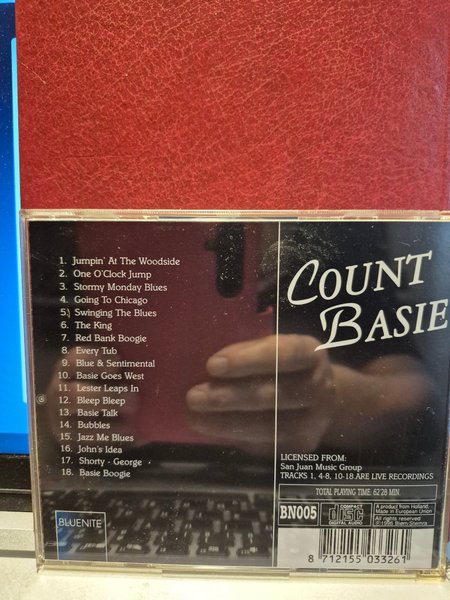 1. Jumpin' At The Woodside
2. One O'Clock Jump
3. Stormy Monday Blues
4. Going To Chicago
5. Swinging The Blues
6. The King
7. Red Bank Boogie
8. Every Tub
9. Blue & Sentimental
10. Basie Goes West
11. Lester Leaps In
12. Bleep Bleep
13. Basie Talk
14. Bubbles
15. Jazz Me Blues
16. John's Idea
17. Shorty - George
18. Basie Boogie
BLUENITE
COUNT
BASIE
LICENSED FROM:
San Juan Music Group
TRACKS 1, 4-8, 10-18 ARE LIVE RECORDINGS
TOTAL PLAYING TIME: 62'28 MIN.
BN005
COMPACT
disc
DIGITAL AUDIO
A product from Holland.
Made in European Union
All rights reserved
8 712155 033261